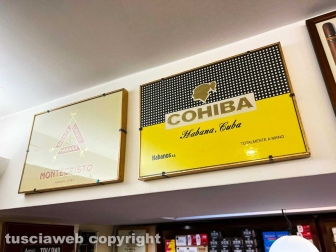 MONTECRISTO
COHIBA
Habana, Cuba
Habanos s.a.
TOTALMENTE A MANO
tusciaweb copyright